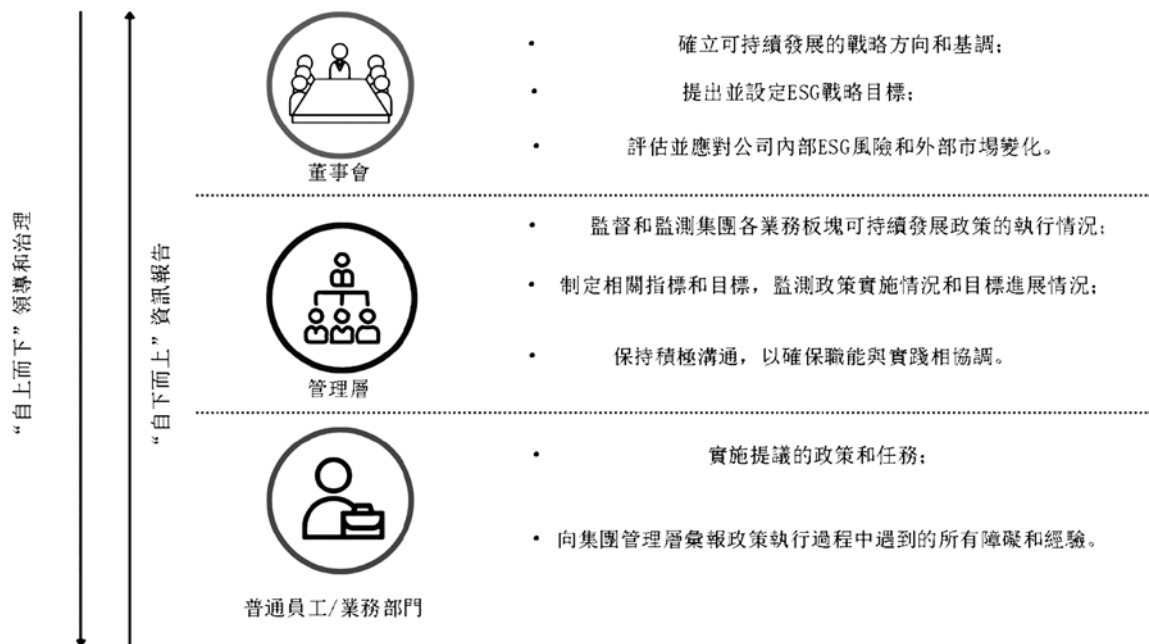 “自上而下”領導和治理
“自下而上”資訊報告
董事會
• 確立可持續發展的戰略方向和基調；
• 提出並設定ESG戰略目標；
• 評估並應對公司內部ESG風險和外部市場變化。
管理層
• 監督和監測集團各業務板塊可持續發展政策的執行情況；
• 制定相關指標和目標，監測政策實施情況和目標進展情況；
• 保持積極溝通，以確保職能與實踐相協調。
普通員工/業務部門
• 實施提議的政策和任務；
• 向集團管理層彙報政策執行過程中遇到的所有障礙和經驗。